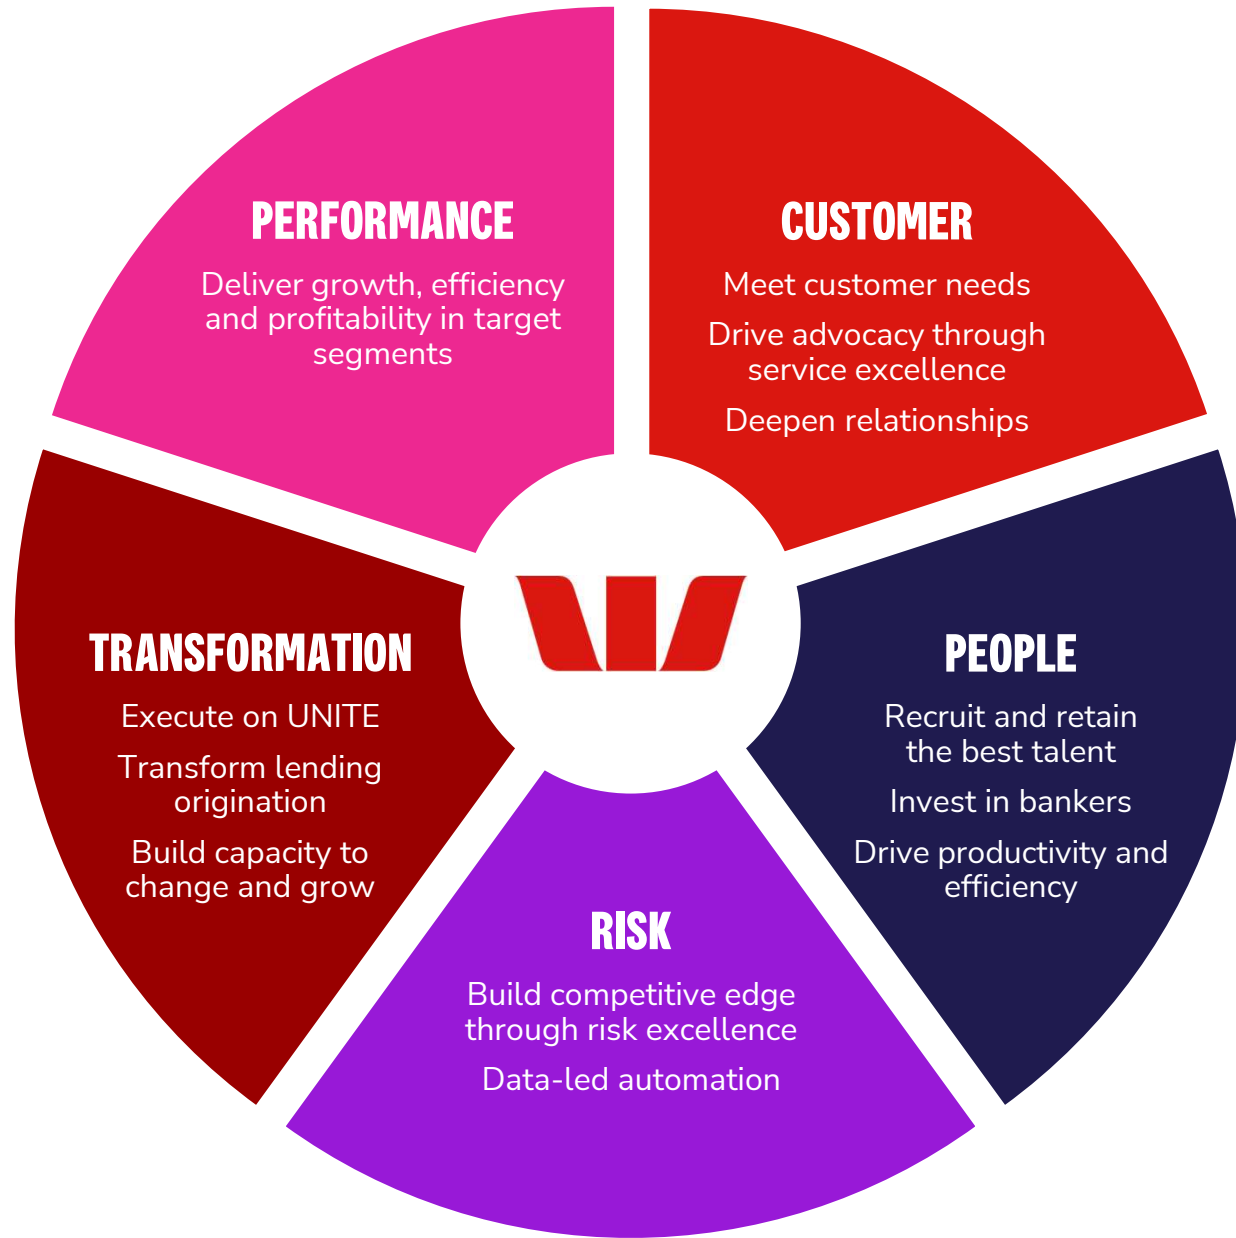 PERFORMANCE
Deliver growth, efficiency
and profitability in target
segments
CUSTOMER
Meet customer needs
Drive advocacy through
service excellence
Deepen relationships
TRANSFORMATION
Execute on UNITE
Transform lending
origination
Build capacity to
change and grow
PEOPLE
Recruit and retain
the best talent
Invest in bankers
Drive productivity and
efficiency
RISK
Build competitive edge
through risk excellence
Data-led automation